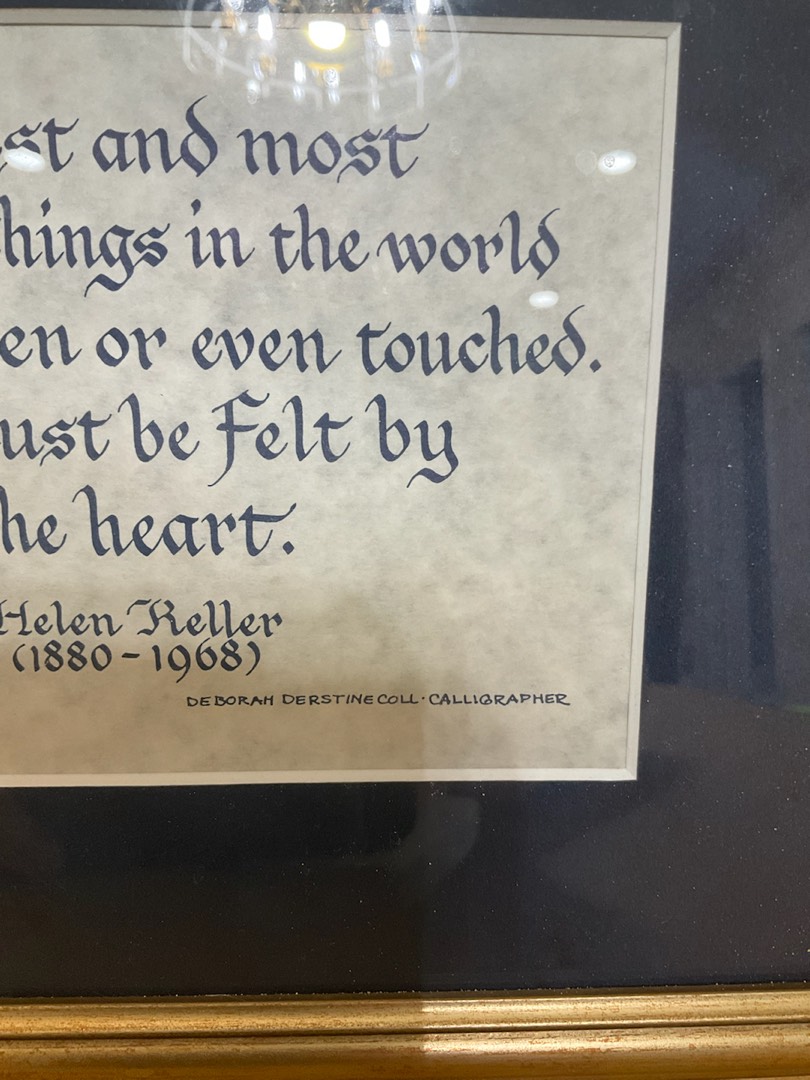 st and most
hings in the world
en or even touched.
ust be felt by
he heart.
Helen Keller
(1880-1968)
DEBORAH DERSTINE COLL · CALLIGRAPHER